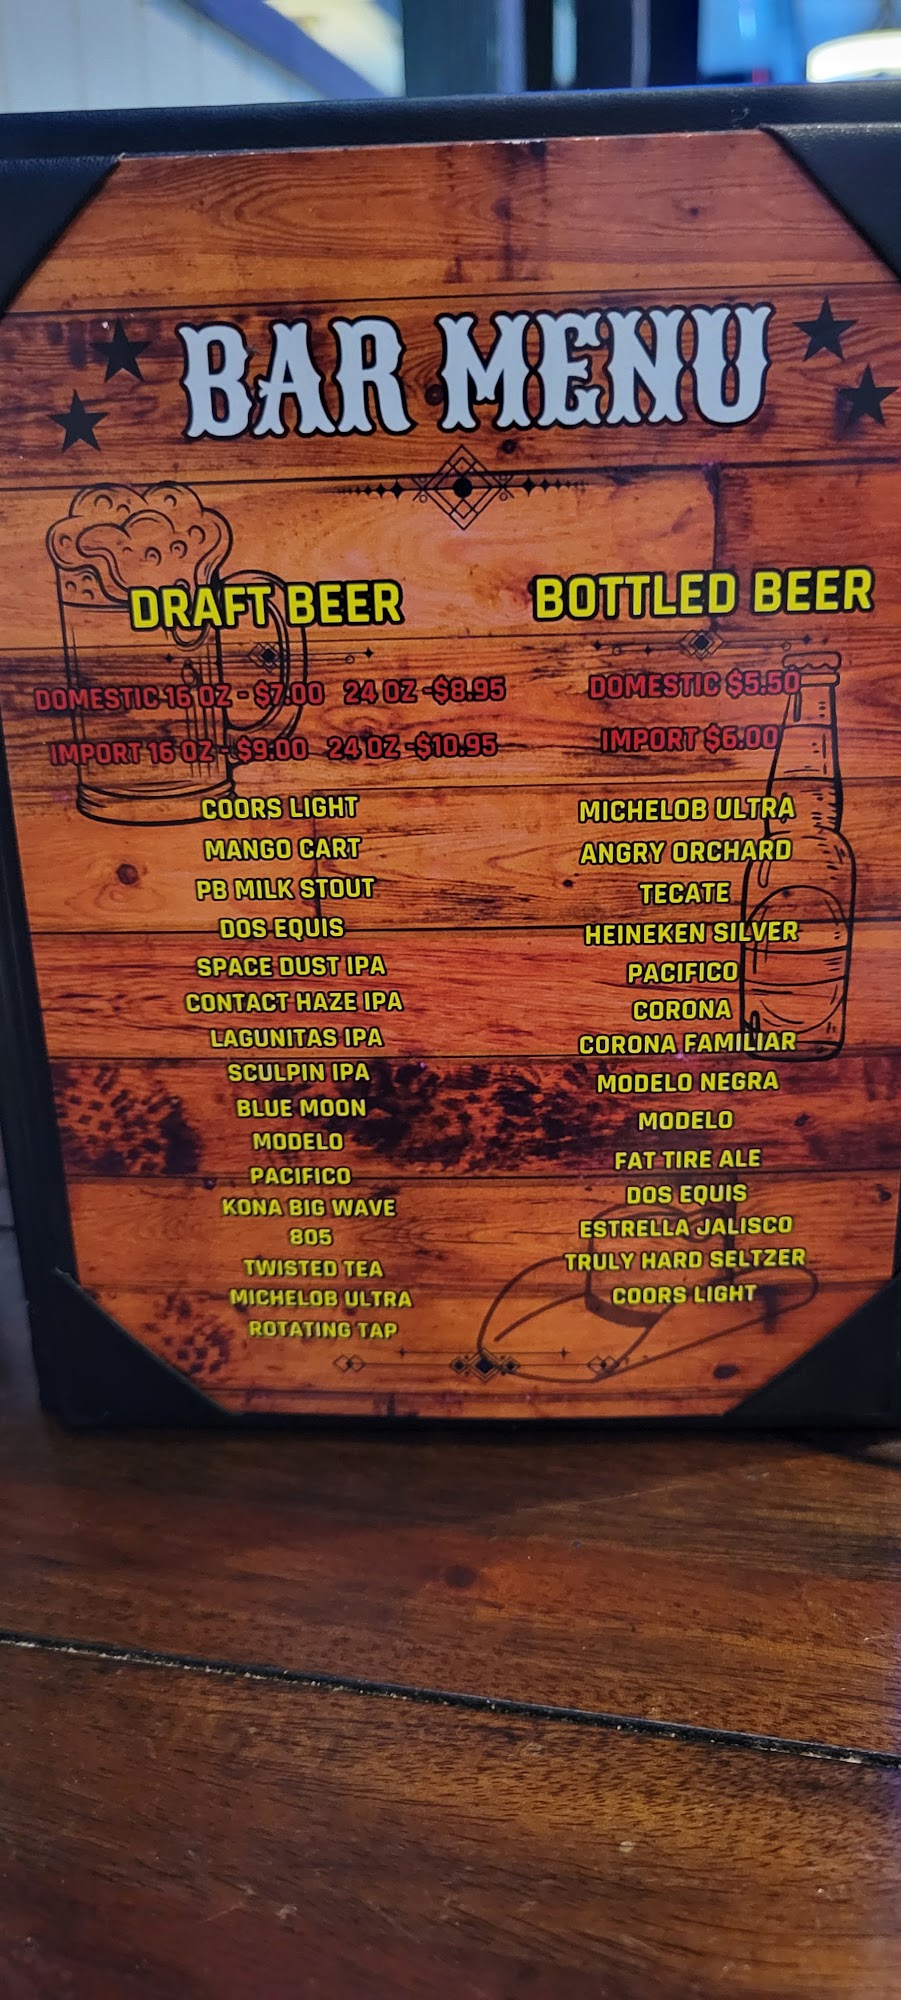 BAR MENU
DRAFT BEER
DOMESTIC 16 OZ - $7.00 24 OZ -$8.95
IMPORT 16 OZ - $9.00 24 OZ -$10.95
COORS LIGHT
MANGO CART
PB MILK STOUT
DOS EQUIS
SPACE DUST IPA
CONTACT HAZE IPA
LAGUNITAS IPA
SCULPIN IPA
BLUE MOON
MODELO
PACIFICO
KONA BIG WAVE
805
TWISTED TEA
MICHELOB ULTRA
ROTATING TAP
BOTTLED BEER
DOMESTIC $5.50
IMPORT $6.00
MICHELOB ULTRA
ANGRY ORCHARD
TECATE
HEINEKEN SILVER
PACIFICO
CORONA
CORONA FAMILIAR
MODELO NEGRA
MODELO
FAT TIRE ALE
DOS EQUIS
ESTRELLA JALISCO
TRULY HARD SELTZER
COORS LIGHT